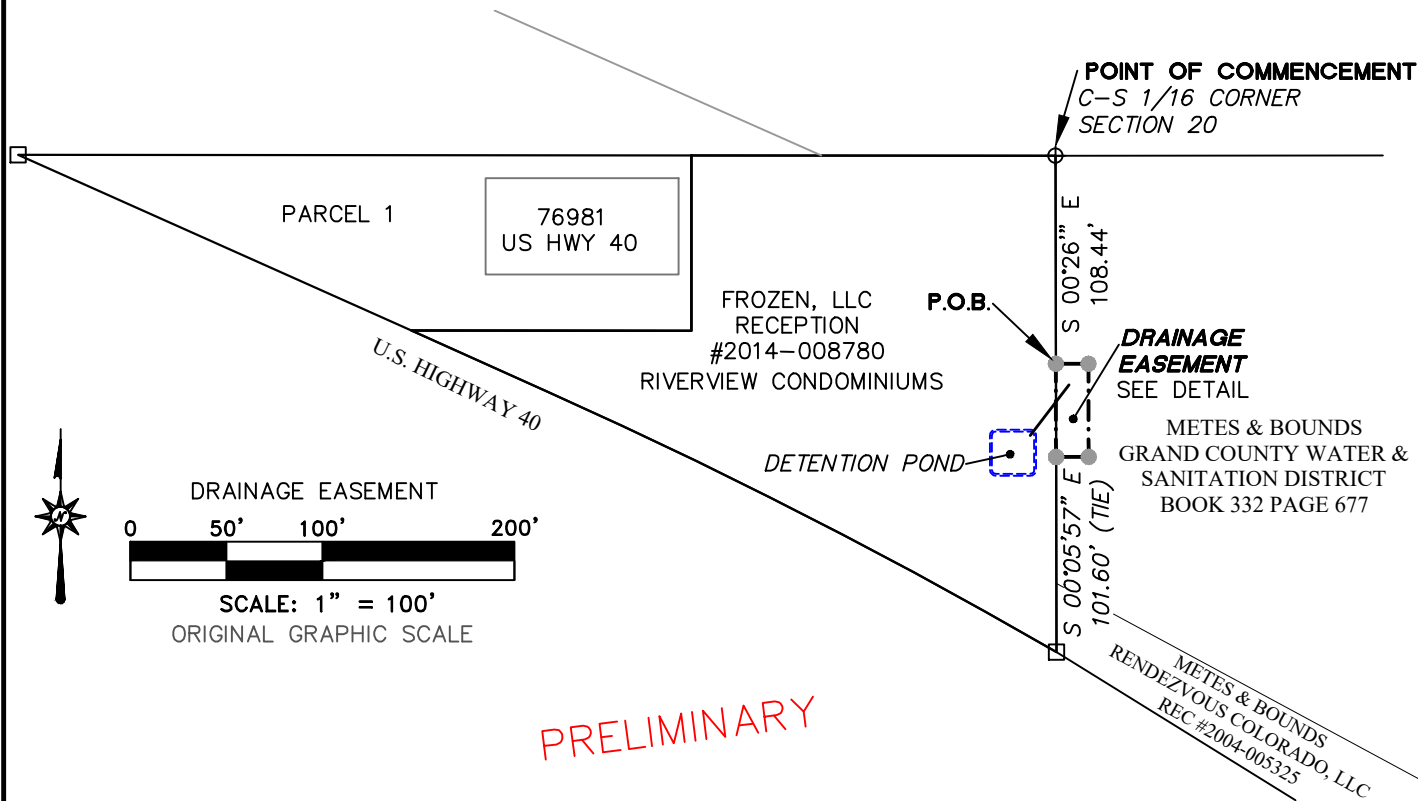 POINT OF COMMENCEMENT
C-S 1/16 CORNER
SECTION 20
PARCEL 1
76981
US HWY 40
S 00°26'" E
108.44'
FROZEN, LLC
RECEPTION
#2014-008780
RIVERVIEW CONDOMINIUMS
P.O.B.
DRAINAGE
EASEMENT
SEE DETAIL
U.S. HIGHWAY 40
METES & BOUNDS
GRAND COUNTY WATER &
SANITATION DISTRICT
BOOK 332 PAGE 677
DETENTION POND
S 00°05'57" E
101.60' (TIE)
N
DRAINAGE EASEMENT
0 50' 100' 200'
SCALE: 1" = 100'
ORIGINAL GRAPHIC SCALE
METES & BOUNDS
RENDEZVOUS COLORADO, LLC
REC #2004-005325
PRELIMINARY